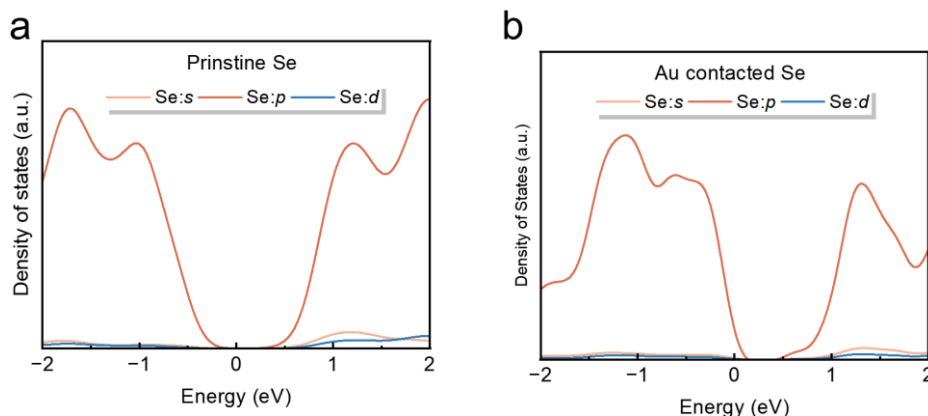 a
Prinstine Se
Se:s Se:p Se:d
Density of states (a.u.)
−2 −1 0 1 2
Energy (eV)
b
Au contacted Se
Se:s Se:p Se:d
Density of States (a.u.)
−2 −1 0 1 2
Energy (eV)